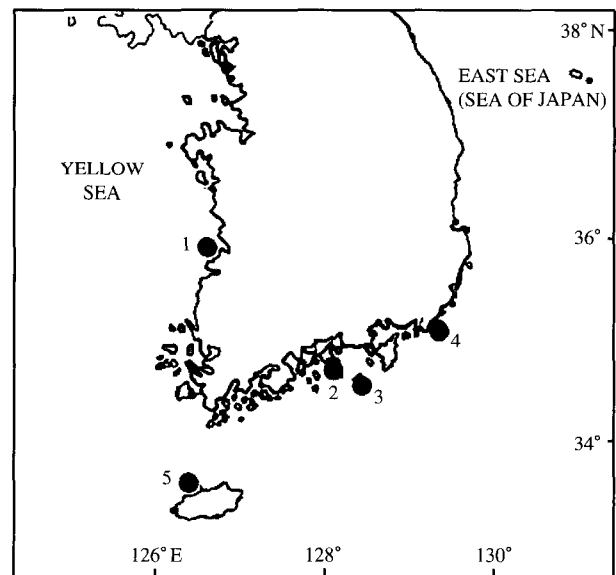 38° N
EAST SEA
(SEA OF JAPAN)
YELLOW
SEA
1
36°
4
2
3
34°
5
126° E
128°
130°